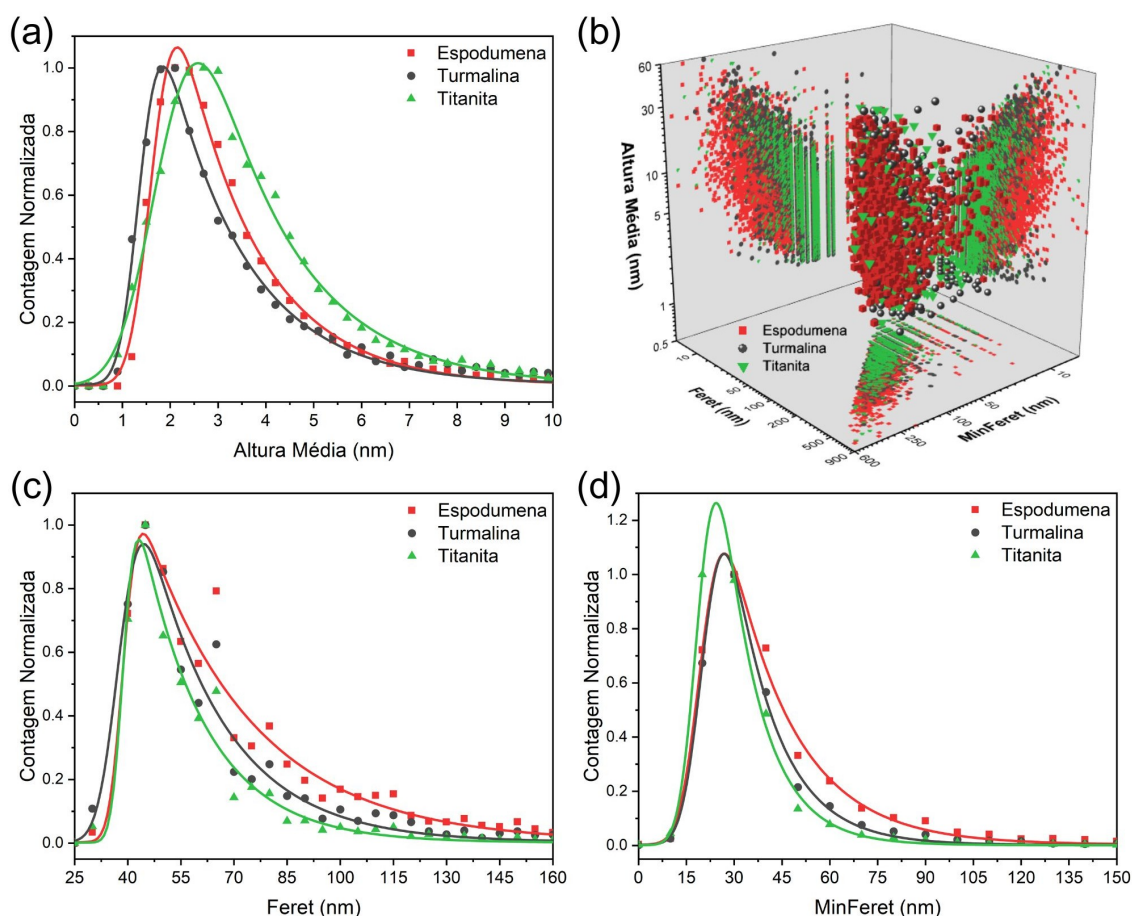 (a)
Contagem Normalizada
1.0
0.8
0.6
0.4
0.2
0.0
Espodumena
Turmalina
Titanita
0 1 2 3 4 5 6 7 8 9 10
Altura Média (nm)
(b)
Altura Média (nm)
60
30
10
5
1
0.5
Espodumena
Turmalina
Titanita
10
50
100
200
500
900
Feret (nm)
600
250
50
10
MinFeret (nm)
(c)
Contagem Normalizada
1.0
0.8
0.6
0.4
0.2
0.0
Espodumena
Turmalina
Titanita
25 40 55 70 85 100 115 130 145 160
Feret (nm)
(d)
Contagem Normalizada
1.2
1.0
0.8
0.6
0.4
0.2
0.0
Espodumena
Turmalina
Titanita
0 15 30 45 60 75 90 105 120 135 150
MinFeret (nm)